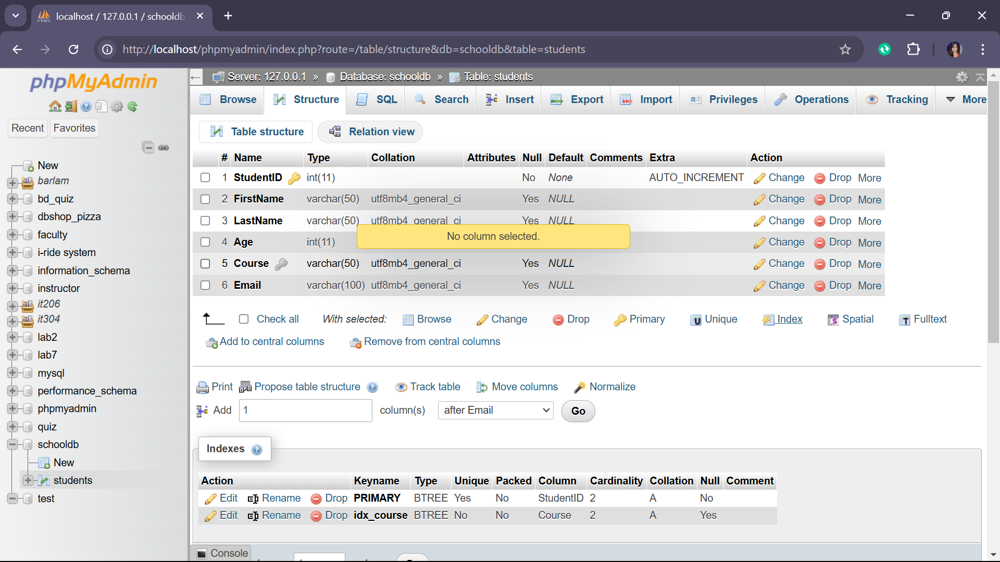 localhost / 127.0.0.1 / schooldb
http://localhost/phpmyadmin/index.php?route=/table/structure&db=schooldb&table=students
phpMyAdmin
Recent Favorites
New
barlam
bd_quiz
dbshop_pizza
faculty
i-ride system
information_schema
instructor
it206
it304
lab2
lab7
mysql
performance_schema
phpmyadmin
quiz
schooldb
New
students
test
Server: 127.0.0.1 » Database: schooldb » Table: students
Browse Structure SQL Search Insert Export Import Privileges Operations Tracking More
Table structure Relation view
# Name Type Collation Attributes Null Default Comments Extra Action
1 StudentID int(11) No None AUTO_INCREMENT Change Drop More
2 FirstName varchar(50) utf8mb4_general_ci Yes NULL Change Drop More
3 LastName varchar(50) utf8mb4_general_ci Yes NULL Change Drop More
No column selected.
4 Age int(11) Change Drop More
5 Course varchar(50) utf8mb4_general_ci Yes NULL Change Drop More
6 Email varchar(100) utf8mb4_general_ci Yes NULL Change Drop More
Check all With selected: Browse Change Drop Primary Unique Index Spatial Fulltext
Add to central columns Remove from central columns
Print Propose table structure Track table Move columns Normalize
Add 1 column(s) after Email Go
Indexes
Action Keyname Type Unique Packed Column Cardinality Collation Null Comment
Edit Rename Drop PRIMARY BTREE Yes No StudentID 2 A No
Edit Rename Drop idx_course BTREE No No Course 2 A Yes
Console